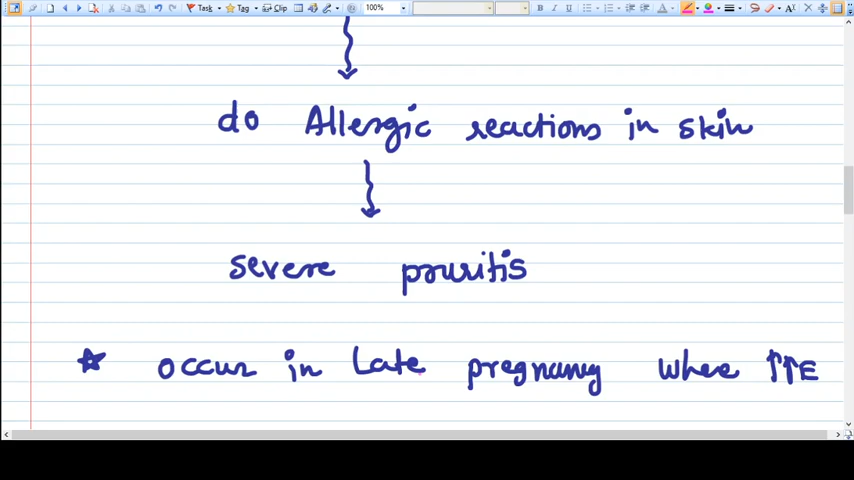 Task Tag Clip 100%
do Allergic reactions in skin
severe pruritis
☆ occur in Late pregnancy where ↑↑E